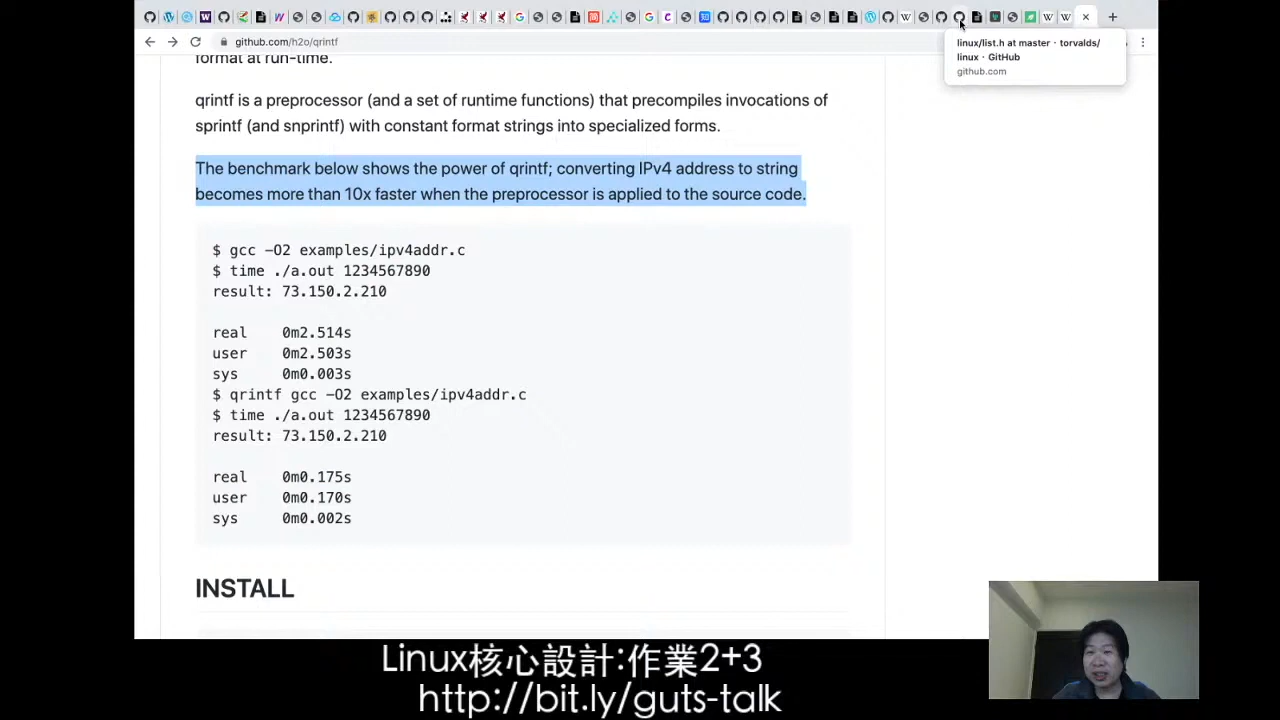 github.com/h2o/qrintf
linux/list.h at master · torvalds/
linux · GitHub
github.com
format at run-time.
qrintf is a preprocessor (and a set of runtime functions) that precompiles invocations of
sprintf (and snprintf) with constant format strings into specialized forms.
The benchmark below shows the power of qrintf; converting IPv4 address to string
becomes more than 10x faster when the preprocessor is applied to the source code.
$ gcc -O2 examples/ipv4addr.c
$ time ./a.out 1234567890
result: 73.150.2.210
real 0m2.514s
user 0m2.503s
sys 0m0.003s
$ qrintf gcc -O2 examples/ipv4addr.c
$ time ./a.out 1234567890
result: 73.150.2.210
real 0m0.175s
user 0m0.170s
sys 0m0.002s
INSTALL
Linux核心設計:作業2+3
http://bit.ly/guts-talk